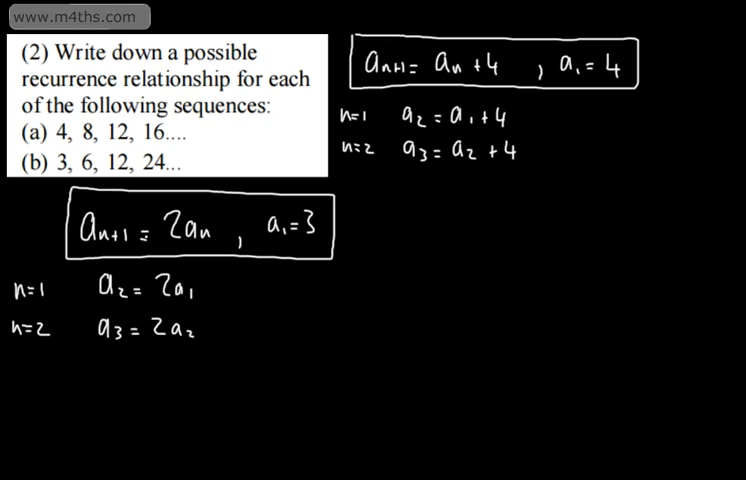 www.m4ths.com
(2) Write down a possible
recurrence relationship for each
of the following sequences:
(a) 4, 8, 12, 16....
(b) 3, 6, 12, 24...
aₙ₊₁ = aₙ + 4 , a₁ = 4
n=1 a₂ = a₁ + 4
n=2 a₃ = a₂ + 4
aₙ₊₁ = 2aₙ , a₁ = 3
n=1 a₂ = 2a₁
n=2 a₃ = 2a₂